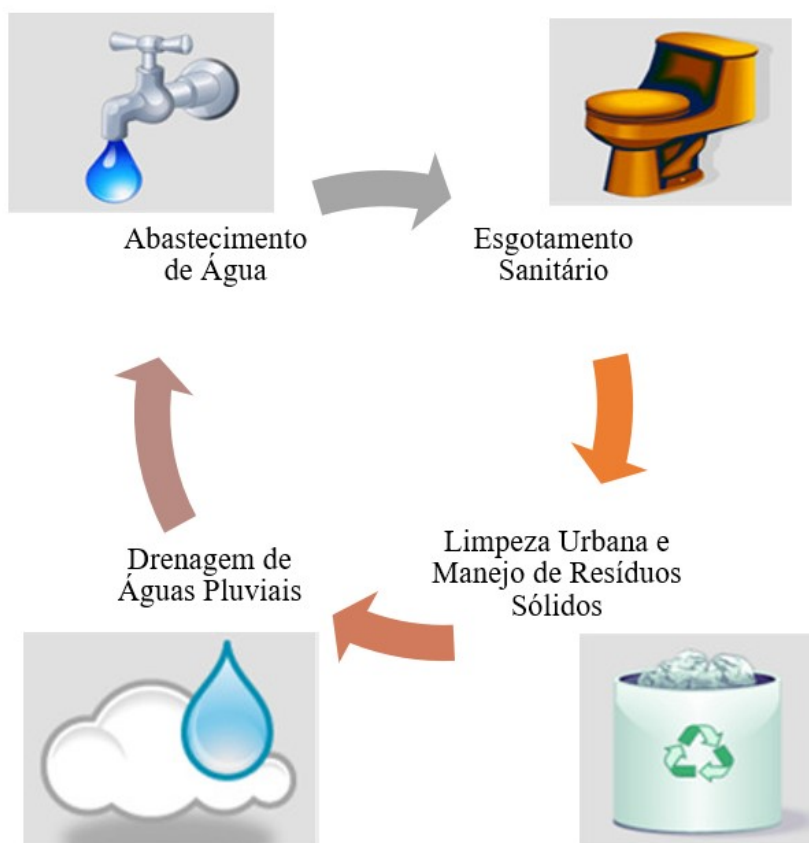 Abastecimento
de Água
Esgotamento
Sanitário
Limpeza Urbana e
Manejo de Resíduos
Sólidos
Drenagem de
Águas Pluviais